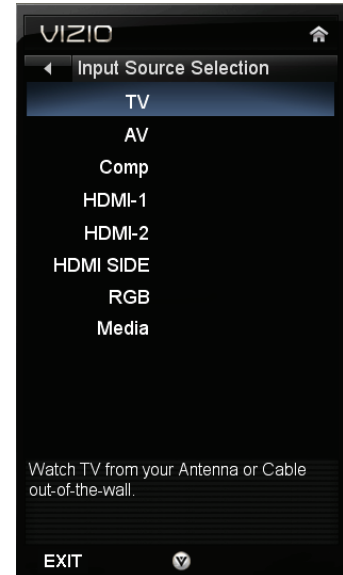 VIZIO
Input Source Selection
TV
AV
Comp
HDMI-1
HDMI-2
HDMI SIDE
RGB
Media
Watch TV from your Antenna or Cable
out-of-the-wall.
EXIT
V